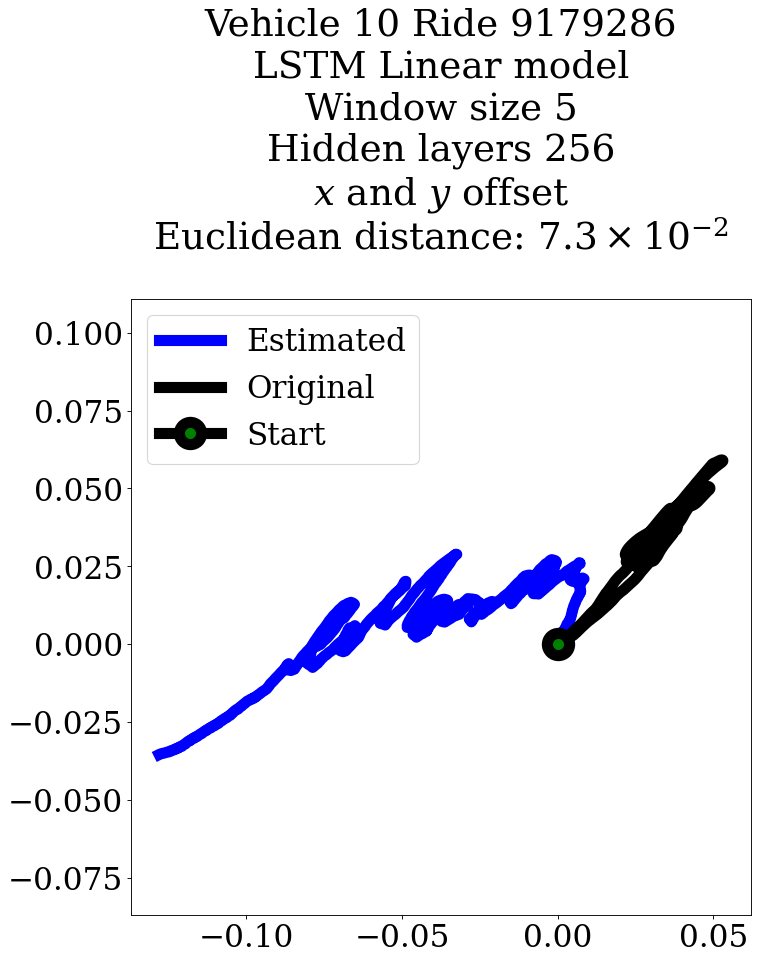 Vehicle 10 Ride 9179286
LSTM Linear model
Window size 5
Hidden layers 256
x and y offset
Euclidean distance: 7.3 × 10⁻²
Estimated
Original
Start
0.100
0.075
0.050
0.025
0.000
−0.025
−0.050
−0.075
−0.10
−0.05
0.00
0.05